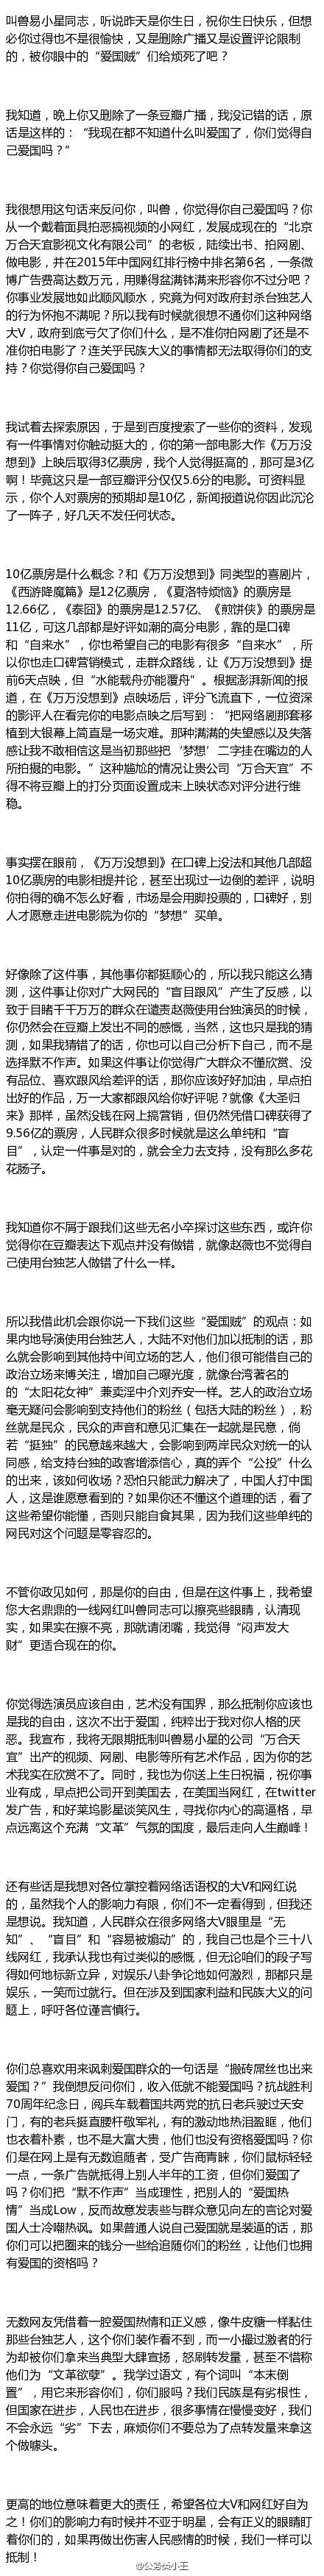 叫兽易小星同志，听说昨天是你生日，祝你生日快乐，但想
必你过得也不是很愉快，又是删除广播又是设置评论限制
的，被你眼中的“爱国贼”们给烦死了吧？
我知道，晚上你又删除了一条豆瓣广播，我没记错的话，原
话是这样的：“我现在都不知道什么叫爱国了，你们觉得自
己爱国吗？”
我很想用这句话来反问你，叫兽，你觉得你自己爱国吗？你
从一个戴着面具拍恶搞视频的小网红，发展成现在的“北京
万合天宜影视文化有限公司”的老板，陆续出书、拍网剧、
做电影，并在2015年中国网红排行榜中排名第6名，一条微
博广告费高达数万元，用赚得盆满钵满来形容你不过分吧？
你事业发展地如此顺风顺水，究竟为何对政府封杀台独艺人
的行为怀抱不满呢？所以我有时候就很想不通你们这种网络
大V，政府到底亏欠了你们什么，是不准你拍网剧了还是不
准你拍电影了？连关乎民族大义的事情都无法取得你们的支
持？你觉得你自己爱国吗？
我试着去探索原因，于是到百度搜索了一些你的资料，发现
有一件事情对你触动挺大的，你的第一部电影大作《万万没
想到》上映后取得3亿票房，我个人觉得挺高的，那可是3亿
啊！毕竟这只是一部豆瓣评分仅仅5.6分的电影。可资料显
示，你个人对票房的预期却是10亿，新闻报道说你因此沉沦
了一阵子，好几天不发任何状态。
10亿票房是什么概念？和《万万没想到》同类型的喜剧片，
《西游降魔篇》是12亿票房，《夏洛特烦恼》的票房是
12.66亿，《泰囧》的票房是12.57亿、《煎饼侠》的票房是
11亿，可这几部都是好评如潮的高分电影，靠的是口碑
和“自来水”，你也希望自己的电影有很多“自来水”，所
以你也走口碑营销模式，走群众路线，让《万万没想到》提
前6天点映，但“水能载舟亦能覆舟”。根据澎湃新闻的报
道，在《万万没想到》点映场后，评分飞流直下，一位资深
的影评人在看完你的电影点映之后写到：“把网络剧那套移
植到大银幕上简直是一场灾难。那种满满的失望感以及失落
感让我不敢相信这是当初那些把‘梦想’二字挂在嘴边的人
所拍摄的电影。”这种尴尬的情况让贵公司“万合天宜”不
得不将豆瓣上的打分页面设置成未上映状态对评分进行维
稳。
事实摆在眼前，《万万没想到》在口碑上没法和其他几部超
10亿票房的电影相提并论，甚至出现过一边倒的差评，说明
你拍得的确不怎么好看，市场是会用脚投票的，口碑好，别
人才愿意走进电影院为你的“梦想”买单。
好像除了这件事，其他事你都挺顺心的，所以我只能这么猜
测，这件事让你对广大网民的“盲目跟风”产生了反感，以
致于目睹千千万万的群众在谴责赵薇使用台独演员的时候，
你仍然会在豆瓣上发出不同的感慨，当然，这也只是我的猜
测，如果我猜错了的话，你也可以自己分析下自己，而不是
选择默不作声。如果这件事让你觉得广大群众不懂欣赏、没
有品位、喜欢跟风给差评的话，那你应该好好加油，早点拍
出好的作品，万一大家都跟风给你好评呢？就像《大圣归
来》那样，虽然没钱在网上搞营销，但仍然凭借口碑获得了
9.56亿的票房，人民群众很多时候就是这么单纯和“盲
目”，认定一件事是对的，就会全力去支持，没有那么多花
花肠子。
我知道你不屑于跟我们这些无名小卒探讨这些东西，或许你
觉得你在豆瓣表达下观点并没有做错，就像赵薇也不觉得自
己使用台独艺人做错了什么一样。
所以我借此机会跟你说一下我们这些“爱国贼”的观点：如
果内地导演使用台独艺人，大陆不对他们加以抵制的话，那
么就会影响到其他持中间立场的艺人，他们很可能借自己的
政治立场来博关注，增加自己曝光度，就像台湾著名的
的“太阳花女神”兼卖淫中介刘乔安一样。艺人的政治立场
毫无疑问会影响到支持他们的粉丝（包括大陆的粉丝），粉
丝就是民众，民众的声音和意见汇集在一起就是民意，倘
若“挺独”的民意越来越大，会影响到两岸民众对统一的认
同感，给支持台独的政客增添信心，真的弄个“公投”什么
的出来，该如何收场？恐怕只能武力解决了，中国人打中国
人，这是谁愿意看到的？如果你还不懂这个道理的话，看了
这些希望你能懂，否则只能自食其果，因为我们这些单纯的
网民对这个问题是零容忍的。
不管你政见如何，那是你的自由，但是在这件事上，我希望
您大名鼎鼎的一线网红叫兽同志可以擦亮些眼睛，认清现
实，如果实在擦不亮，那就请闭嘴，我觉得“闷声发大
财”更适合现在的你。
你觉得选演员应该自由，艺术没有国界，那么抵制你应该也
是我的自由，这次不出于爱国，纯粹出于我对你人格的厌
恶。我宣布，我将无限期抵制叫兽易小星的公司“万合天
宜”出产的视频、网剧、电影等所有艺术作品，因为你的艺
术我实在欣赏不了。同时，我也为你送上生日祝福，祝你事
业有成，早点把公司开到美国去，在美国当网红，在twitter
发广告，和好莱坞影星谈笑风生，寻找你内心的高逼格，早
点远离这个充满“文革”气氛的国度，最后走向人生巅峰！
还有些话是我想对各位掌控着网络话语权的大V和网红说
的，虽然我个人的影响力有限，你们不一定看得到，但我还
是想说。我知道，人民群众在很多网络大V眼里是“无
知”、“盲目”和“容易被煽动”的，我自己也是个三十八
线网红，我承认我也有过类似的感慨，但无论咱们的段子写
得如何地标新立异，对娱乐八卦争论地如何激烈，那都只是
娱乐，一笑而过就行。但在涉及到国家利益和民族大义的问
题上，呼吁各位谨言慎行。
你们总喜欢用来讽刺爱国群众的一句话是“搬砖屌丝也出来
爱国？”我倒想反问你们，收入低就不能爱国吗？抗战胜利
70周年纪念日，阅兵车载着国共两党的抗日老兵驶过天安
门，有的老兵挺直腰杆敬军礼，有的激动地热泪盈眶，他们
也衣着朴素，也不是大富大贵，他们也没有资格爱国吗？你
们是在网上是有无数追随者，受广告商青睐，你们鼠标轻轻
一点，一条广告就抵得上别人半年的工资，但你们爱国了
吗？你们把“默不作声”当成理性，把别人的“爱国热
情”当成Low，反而故意发表些与群众意见向左的言论对爱
国人士冷嘲热讽。如果普通人说自己爱国就是装逼的话，那
你们可以把圈来的钱分一些给追随你们的粉丝，让他们也拥
有爱国的资格吗？
无数网友凭借着一腔爱国热情和正义感，像牛皮糖一样黏住
那些台独艺人，这个你们装作看不到，而一小撮过激者的行
为却被你们拿来当典型大肆宣扬，怒刷转发量，甚至不惜称
他们为“文革欲孽”。我学过语文，有个词叫“本末倒
置”，用它来形容你们，你们服吗？我们民族是有劣根性，
但国家在进步，人民也在进步，很多事情在慢慢变好，我们
不会永远“劣”下去，麻烦你们不要总为了点转发量来拿这
个做噱头。
更高的地位意味着更大的责任，希望各位大V和网红好自为
之！你们的影响力有时候并不亚于明星，会有正义的眼睛盯
着你们的，如果再做出伤害人民感情的时候，我们一样可以
抵制！
@公务员小王